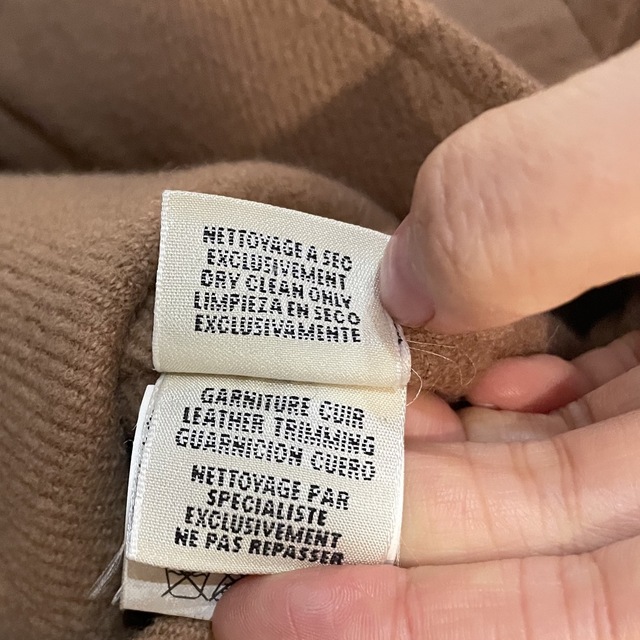 NETTOYAGE A SEC
EXCLUSIVEMENT
DRY CLEAN ONLY
LIMPIEZA EN SECO
EXCLUSIVAMENTE
GARNITURE CUIR
LEATHER TRIMMING
GUARNICION CUERO
NETTOYAGE PAR
SPECIALISTE
EXCLUSIVEMENT
NE PAS REPASSER